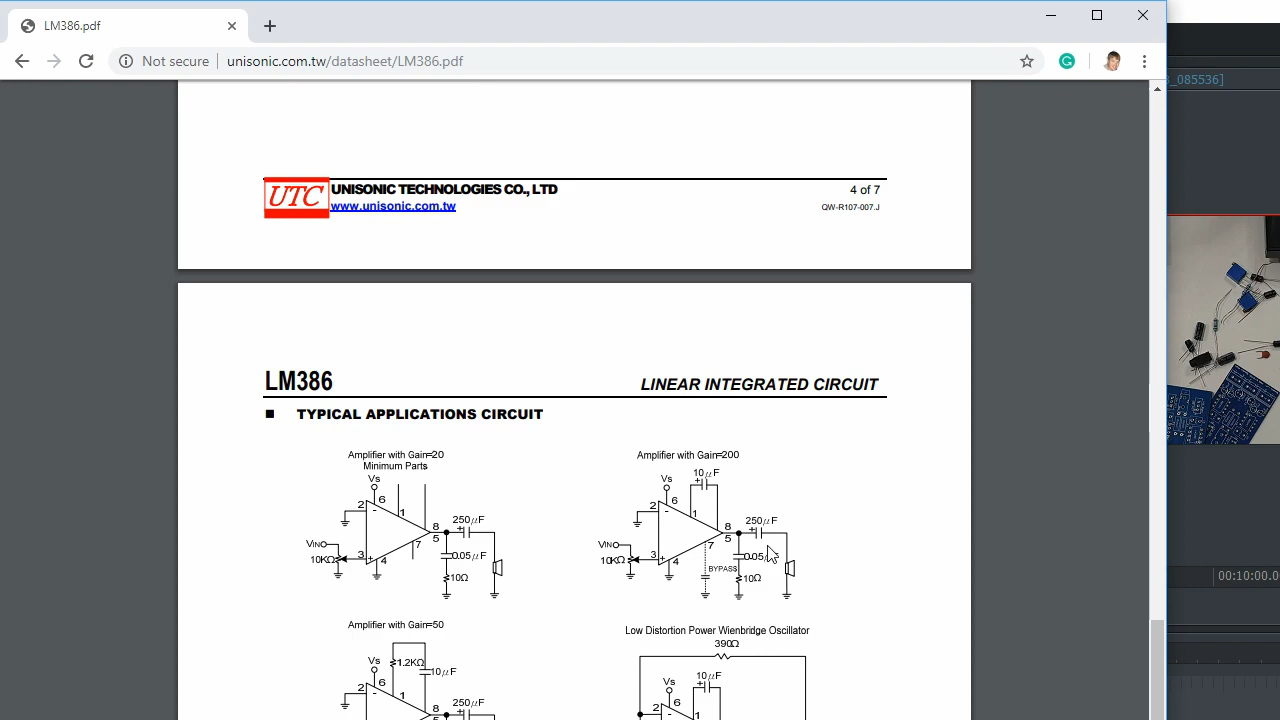 LM386.pdf
Not secure
unisonic.com.tw/datasheet/LM386.pdf
_085536]
UTC
UNISONIC TECHNOLOGIES CO., LTD
www.unisonic.com.tw
4 of 7
QW-R107-007.J
LM386
LINEAR INTEGRATED CIRCUIT
TYPICAL APPLICATIONS CIRCUIT
Amplifier with Gain=20
Minimum Parts
Vs
6
2
-
1
8
5
250μF
7
VIN
3
+
4
10KΩ
0.05μF
10Ω
Amplifier with Gain=200
10μF
+
Vs
6
2
-
1
8
5
250μF
+
7
VIN
3
+
4
10KΩ
0.05
BYPASS
10Ω
00:10:00.0
Amplifier with Gain=50
1.2KΩ
10μF
Vs
6
2
-
1
8
5
250μF
+
Low Distortion Power Wienbridge Oscillator
390Ω
10μF
+
Vs
6
2
-
1